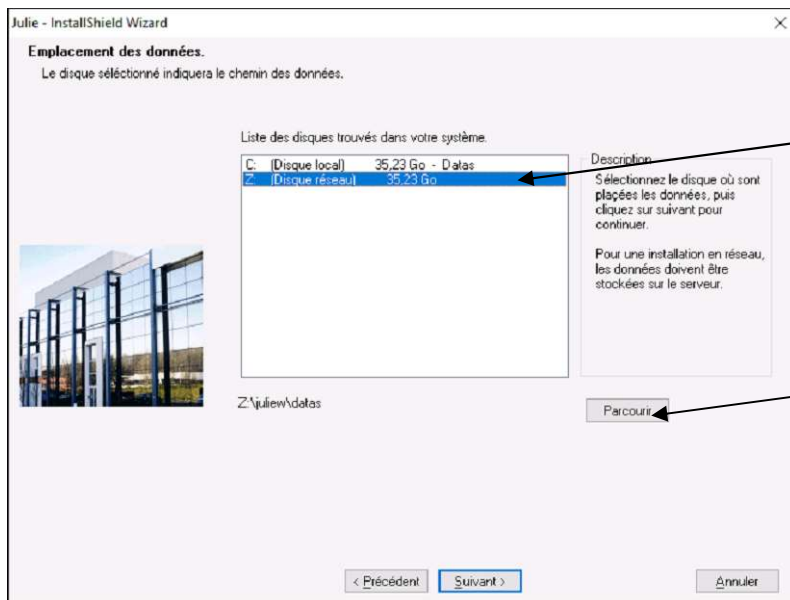 Julie - InstallShield Wizard
Emplacement des données.
Le disque séléctionné indiquera le chemin des données.
Liste des disques trouvés dans votre système.
C: (Disque local) 35,23 Go - Datas
Z: (Disque réseau) 35,23 Go
Description
Sélectionnez le disque où sont
plaçées les données, puis
cliquez sur suivant pour
continuer.
Pour une installation en réseau,
les données doivent être
stockées sur le serveur.
Z:\juliew\datas
Parcourir
< Précédent
Suivant >
Annuler